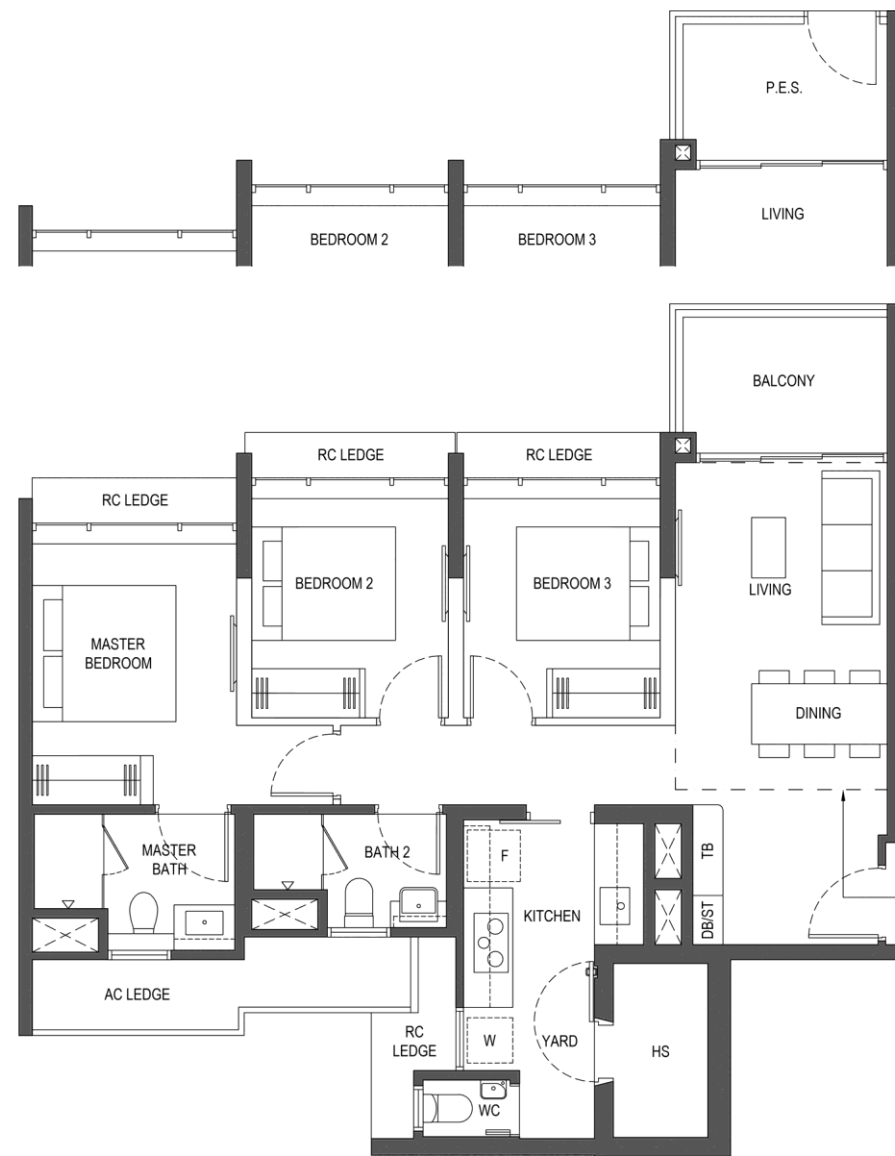 P.E.S.
LIVING
BEDROOM 2
BEDROOM 3
BALCONY
RC LEDGE
RC LEDGE
RC LEDGE
BEDROOM 2
BEDROOM 3
LIVING
MASTER
BEDROOM
DINING
MASTER
BATH
BATH 2
F
TB
KITCHEN
DB/ST
AC LEDGE
RC
LEDGE
W
YARD
HS
WC